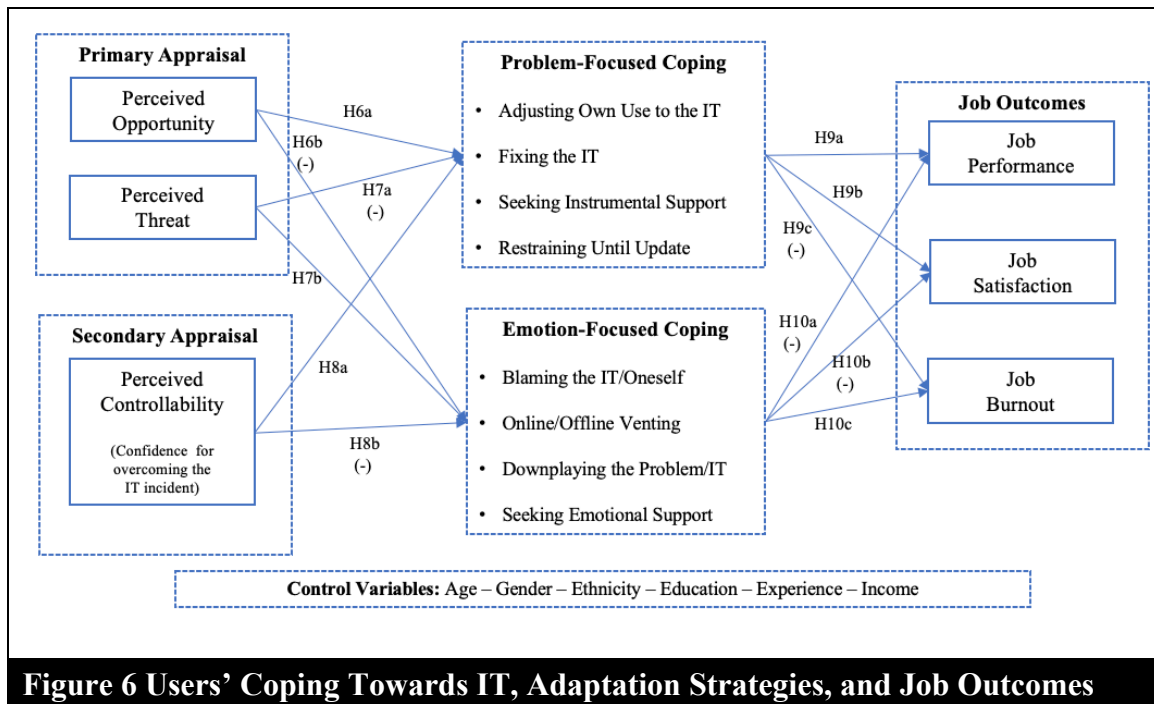 Primary Appraisal
Perceived
Opportunity
Perceived
Threat
Secondary Appraisal
Perceived
Controllability
(Confidence for
overcoming the
IT incident)
H6a
H6b
(-)
H7a
(-)
H7b
H8a
H8b
(-)
Problem-Focused Coping
• Adjusting Own Use to the IT
• Fixing the IT
• Seeking Instrumental Support
• Restraining Until Update
Emotion-Focused Coping
• Blaming the IT/Oneself
• Online/Offline Venting
• Downplaying the Problem/IT
• Seeking Emotional Support
H9a
H9b
H9c
(-)
H10a
(-)
H10b
(-)
H10c
Job Outcomes
Job
Performance
Job
Satisfaction
Job
Burnout
Control Variables: Age – Gender – Ethnicity – Education – Experience – Income
Figure 6 Users’ Coping Towards IT, Adaptation Strategies, and Job Outcomes